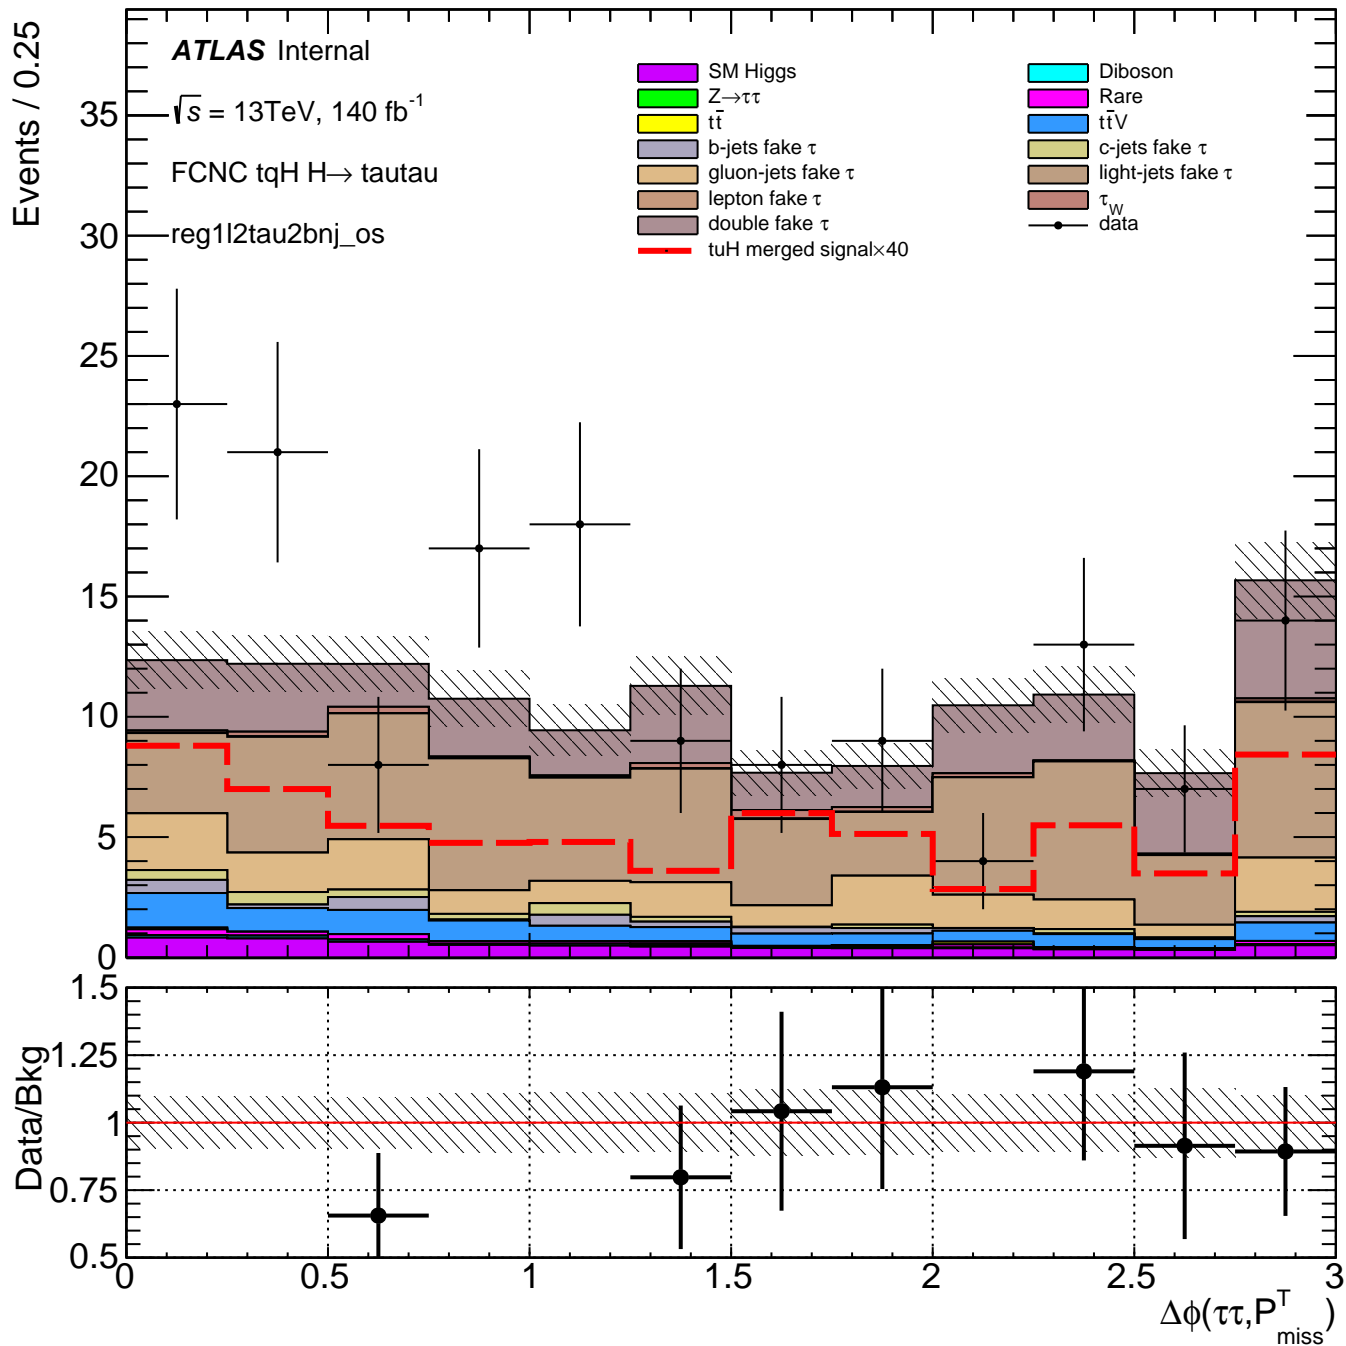 Events / 0.25
ATLAS Internal
√s = 13TeV, 140 fb⁻¹
FCNC tqH H→ tautau
reg1l2tau2bnj_os
SM Higgs
Z→ττ
tt̄
b-jets fake τ
gluon-jets fake τ
lepton fake τ
double fake τ
tuH merged signal×40
Diboson
Rare
tt̄V
c-jets fake τ
light-jets fake τ
τ_W
data
35
30
25
20
15
10
5
0
Data/Bkg
1.5
1.25
1
0.75
0.5
0 0.5 1 1.5 2 2.5 3
Δϕ(ττ,P^T_miss)